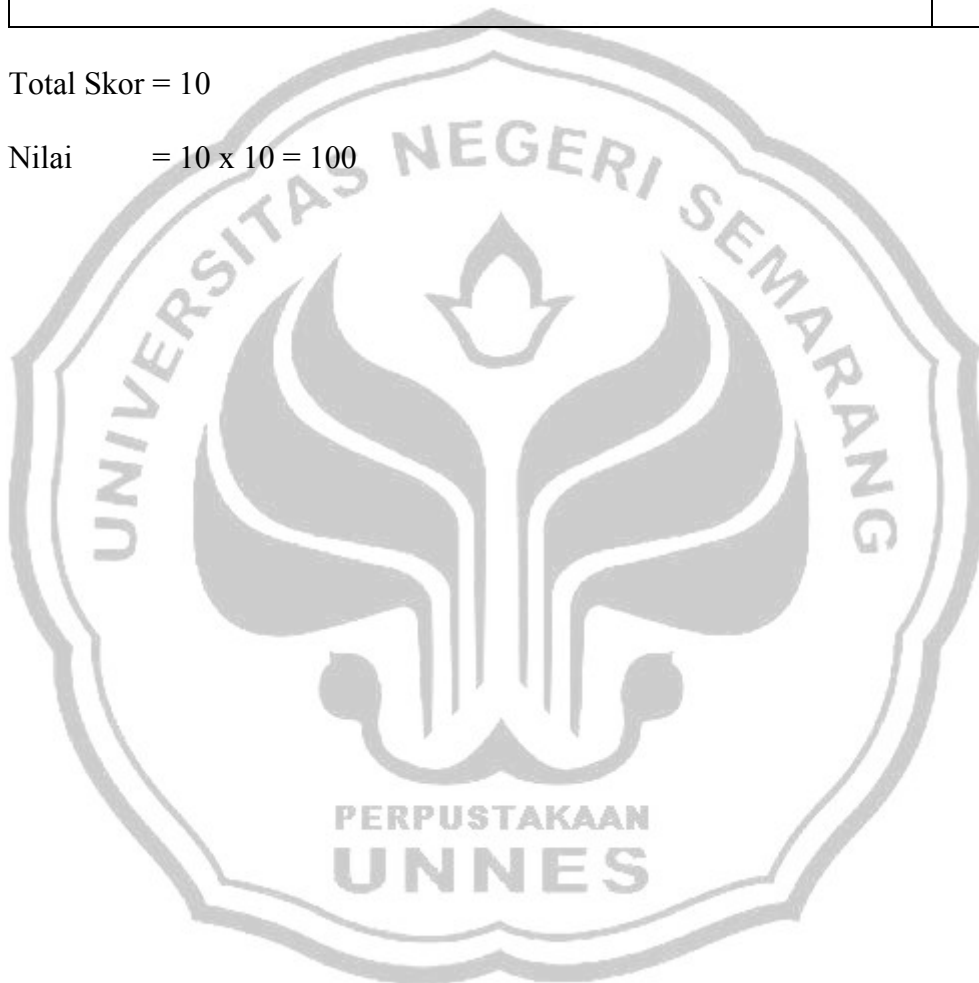 Total Skor = 10
Nilai = 10 x 10 = 100
UNIVERSITAS NEGERI SEMARANG
PERPUSTAKAAN
UNNES